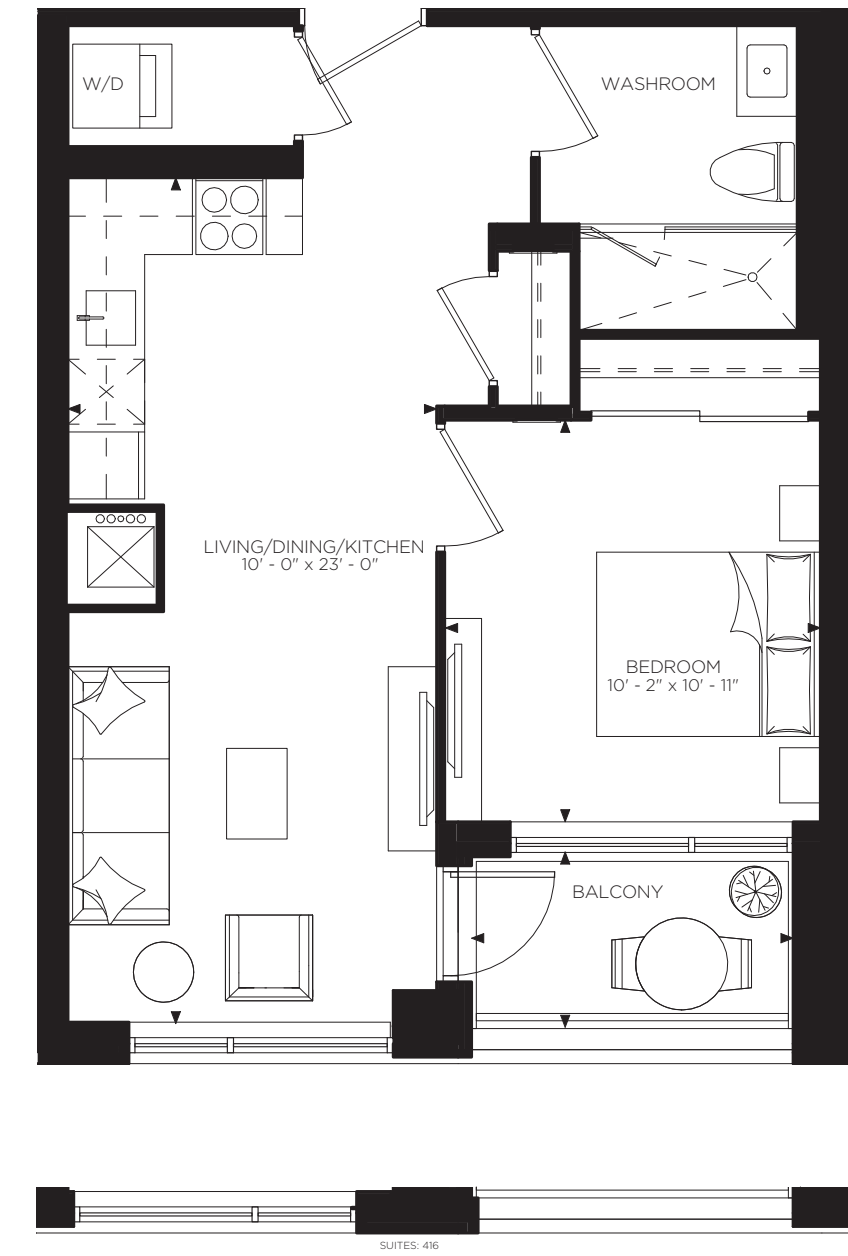 W/D
WASHROOM
LIVING/DINING/KITCHEN
10' - 0" x 23' - 0"
BEDROOM
10' - 2" x 10' - 11"
BALCONY
SUITES: 416